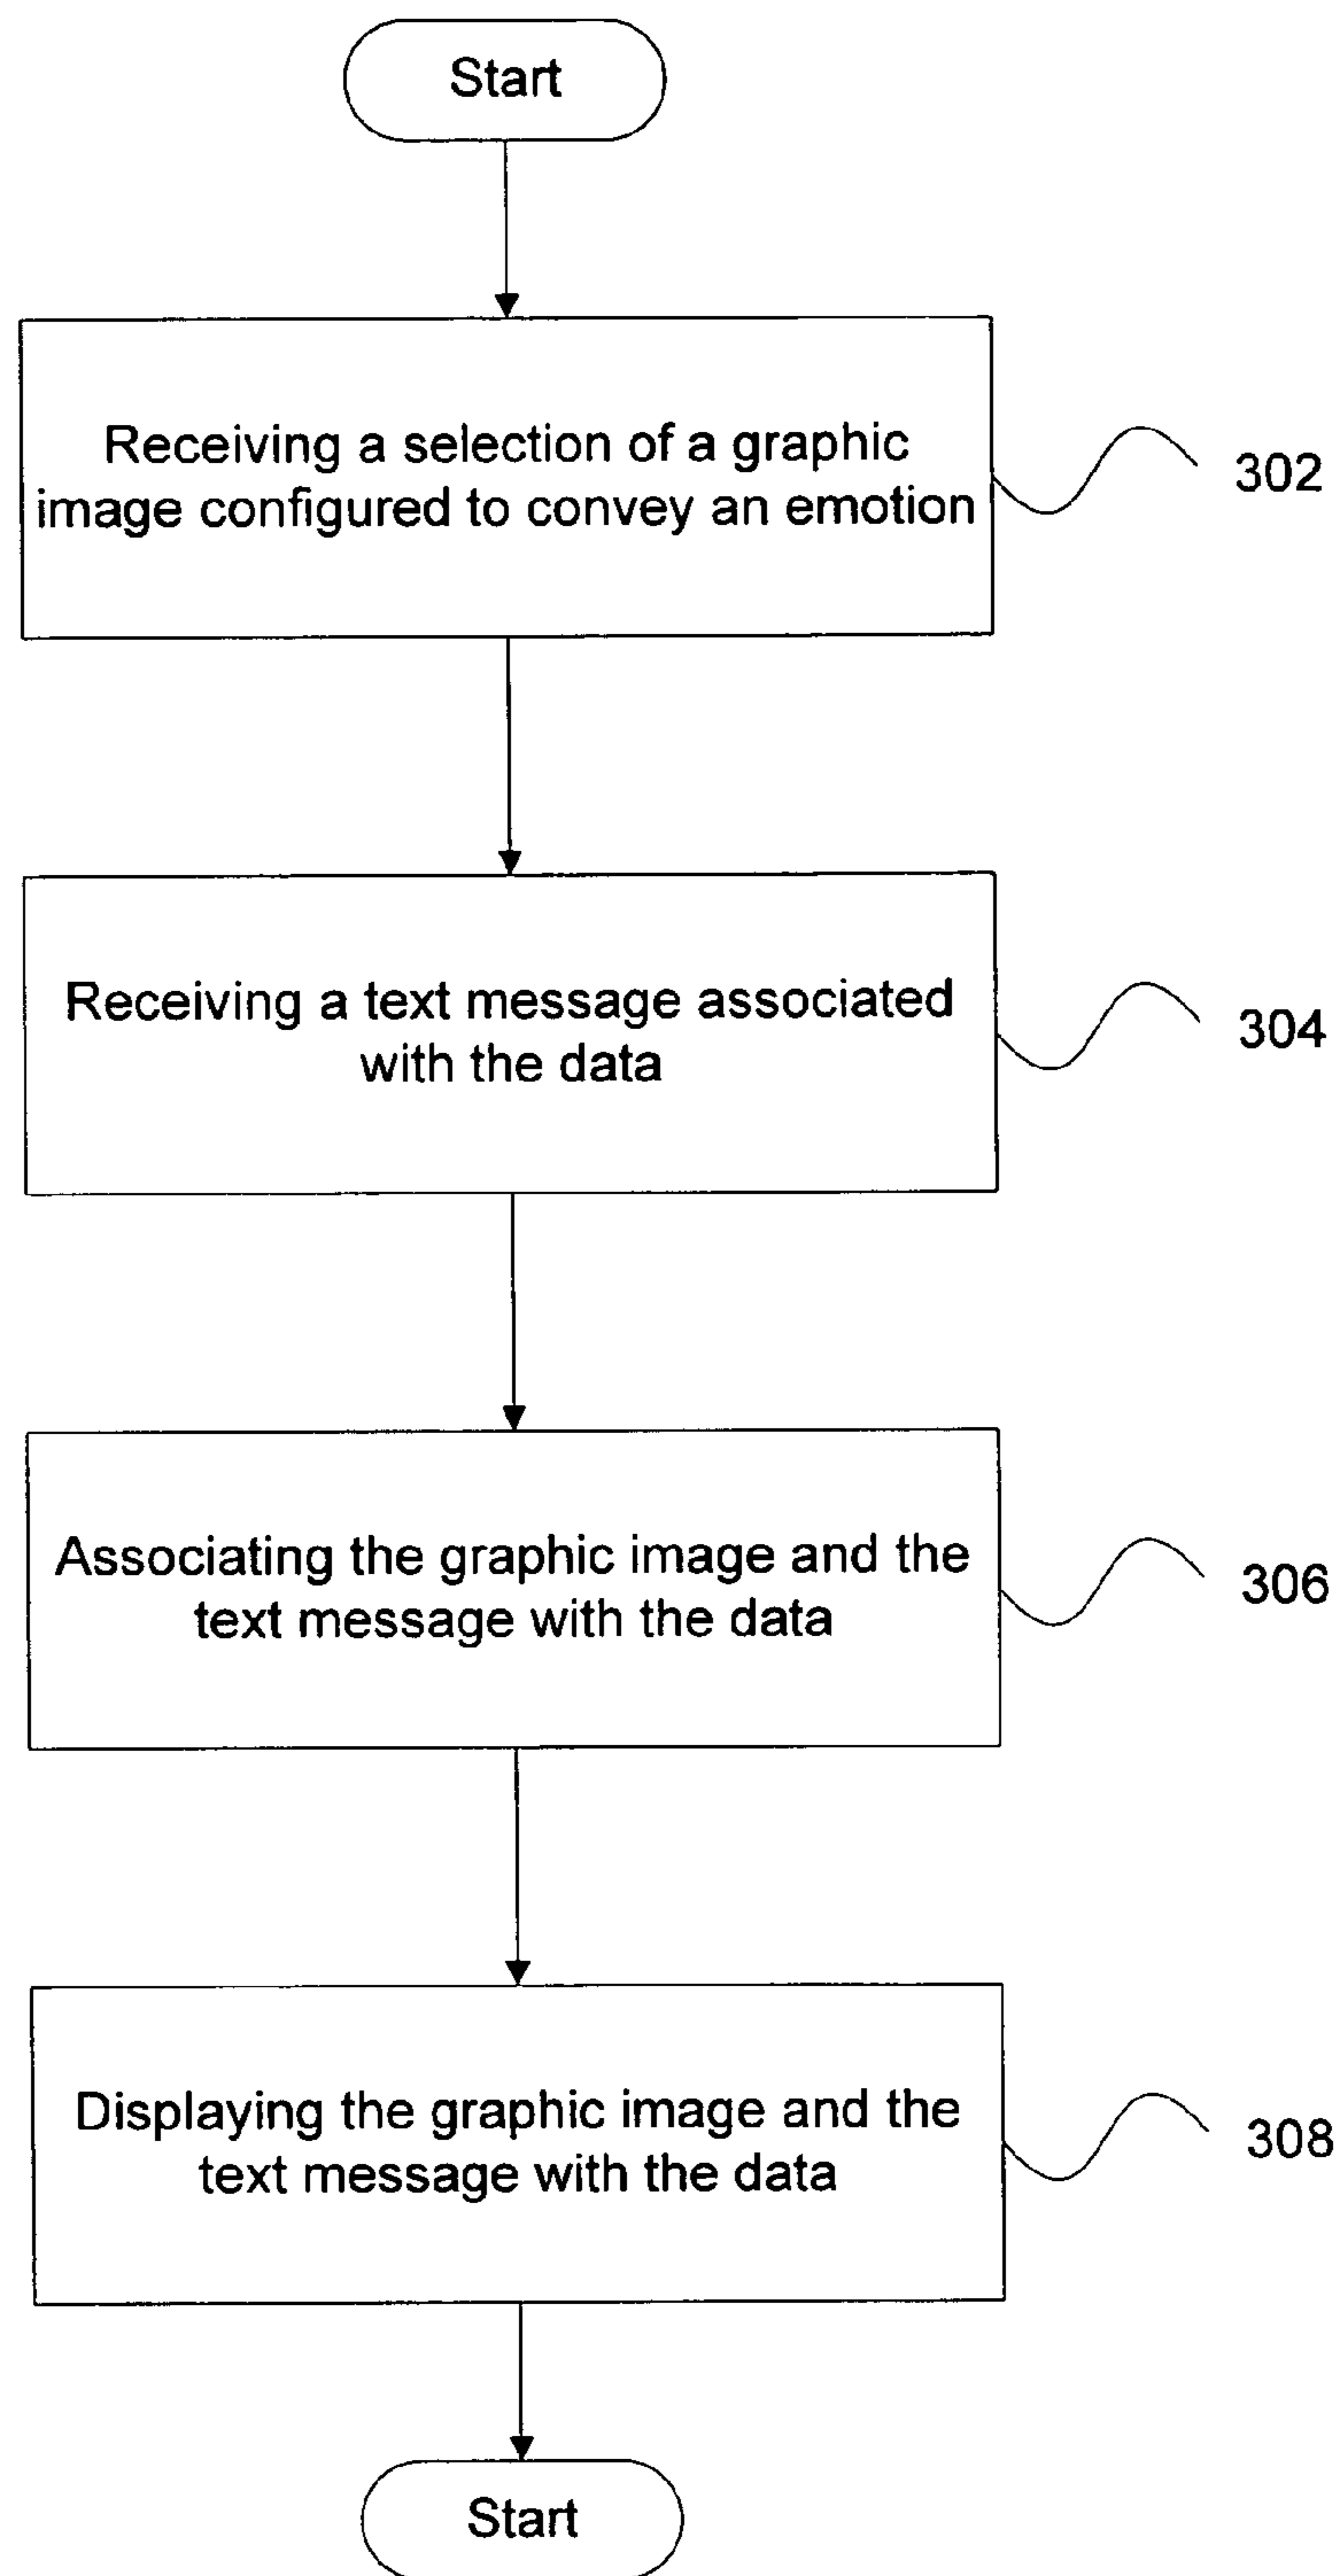 Start
Receiving a selection of a graphic
image configured to convey an emotion
302
Receiving a text message associated
with the data
304
Associating the graphic image and the
text message with the data
306
Displaying the graphic image and the
text message with the data
308
Start